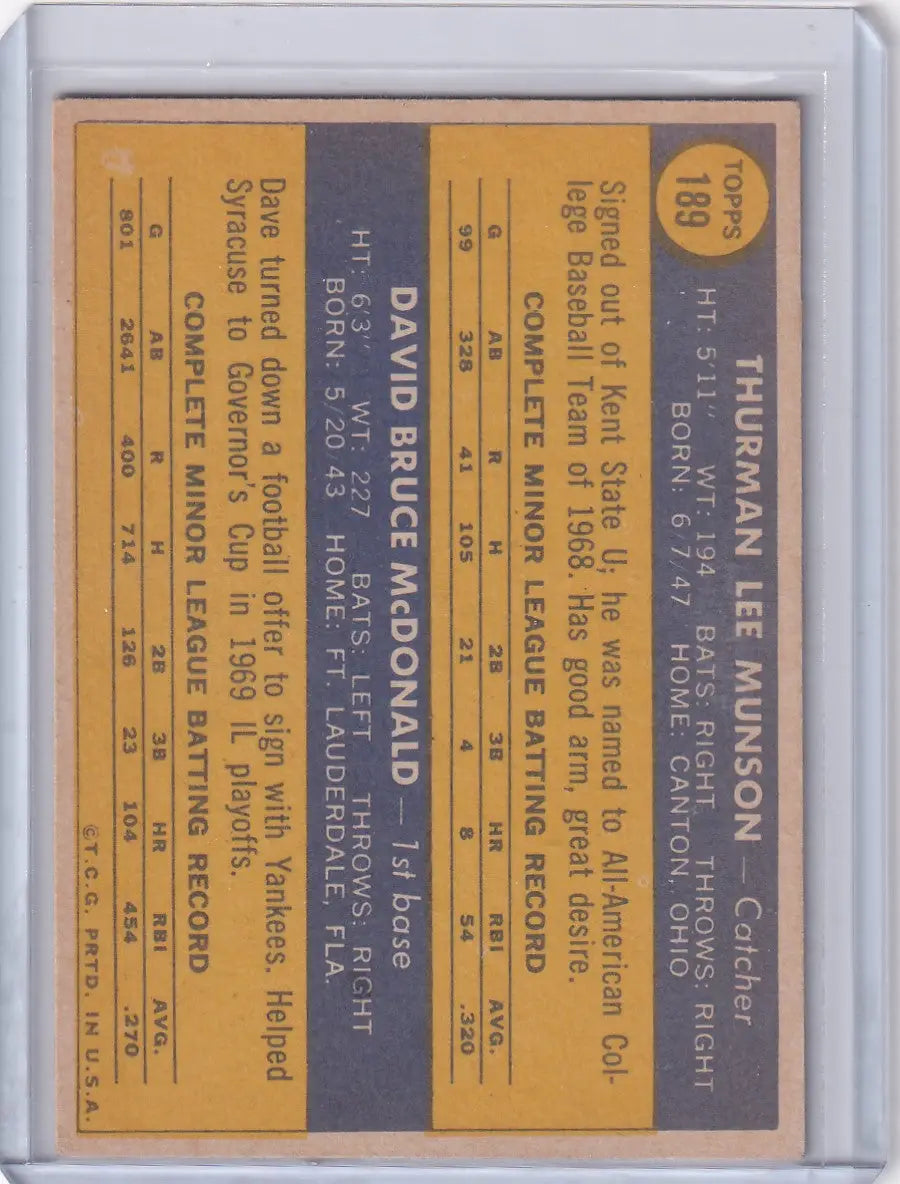 TOPPS
189
THURMAN LEE MUNSON — Catcher
HT: 5'11" WT: 194 BATS: RIGHT THROWS: RIGHT
BORN: 6/7/47 HOME: CANTON, OHIO
Signed out of Kent State U, he was named to All-American Col-
lege Baseball Team of 1968. Has good arm, great desire.
COMPLETE MINOR LEAGUE BATTING RECORD
G AB R H 2B 3B HR RBI AVG.
99 328 41 105 21 4 8 54 .320
DAVID BRUCE McDONALD — 1st base
HT: 6'3" WT: 227 BATS: LEFT THROWS: RIGHT
BORN: 5/20/43 HOME: FT. LAUDERDALE, FLA.
Dave turned down a football offer to sign with Yankees. Helped
Syracuse to Governor's Cup in 1969 IL playoffs.
COMPLETE MINOR LEAGUE BATTING RECORD
G AB R H 2B 3B HR RBI AVG.
801 2641 400 714 126 23 104 454 .270
©T.C.G. PRTD. IN U.S.A.